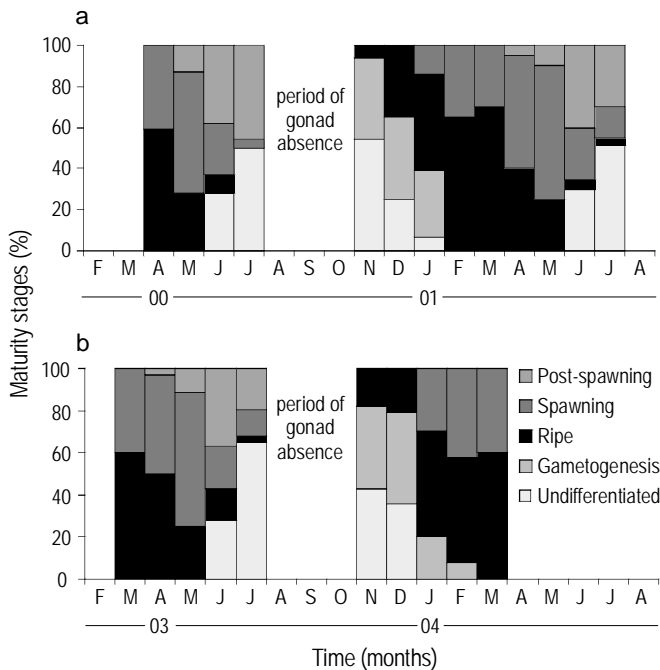 a
100
80
60
40
20
0
period of
gonad
absence
F M A M J J A S O N D J F M A M J J A
00 01
Maturity stages (%)
b
100
80
60
40
20
0
period of
gonad
absence
Post-spawning
Spawning
Ripe
Gametogenesis
Undifferentiated
F M A M J J A S O N D J F M A M J J A
03 04
Time (months)